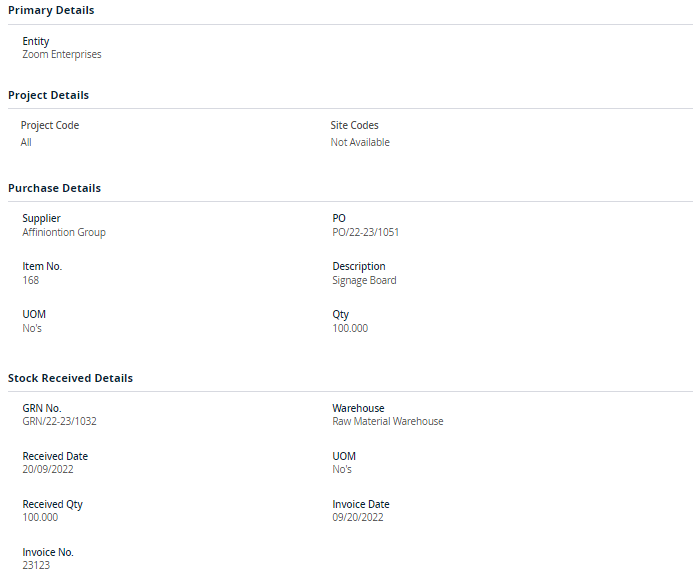 Primary Details
Entity
Zoom Enterprises
Project Details
Project Code
Site Codes
All
Not Available
Purchase Details
Supplier
PO
Affiniontion Group
PO/22-23/1051
Item No.
Description
168
Signage Board
UOM
Qty
No's
100.000
Stock Received Details
GRN No.
Warehouse
GRN/22-23/1032
Raw Material Warehouse
Received Date
UOM
20/09/2022
No's
Received Qty
Invoice Date
100.000
09/20/2022
Invoice No.
23123